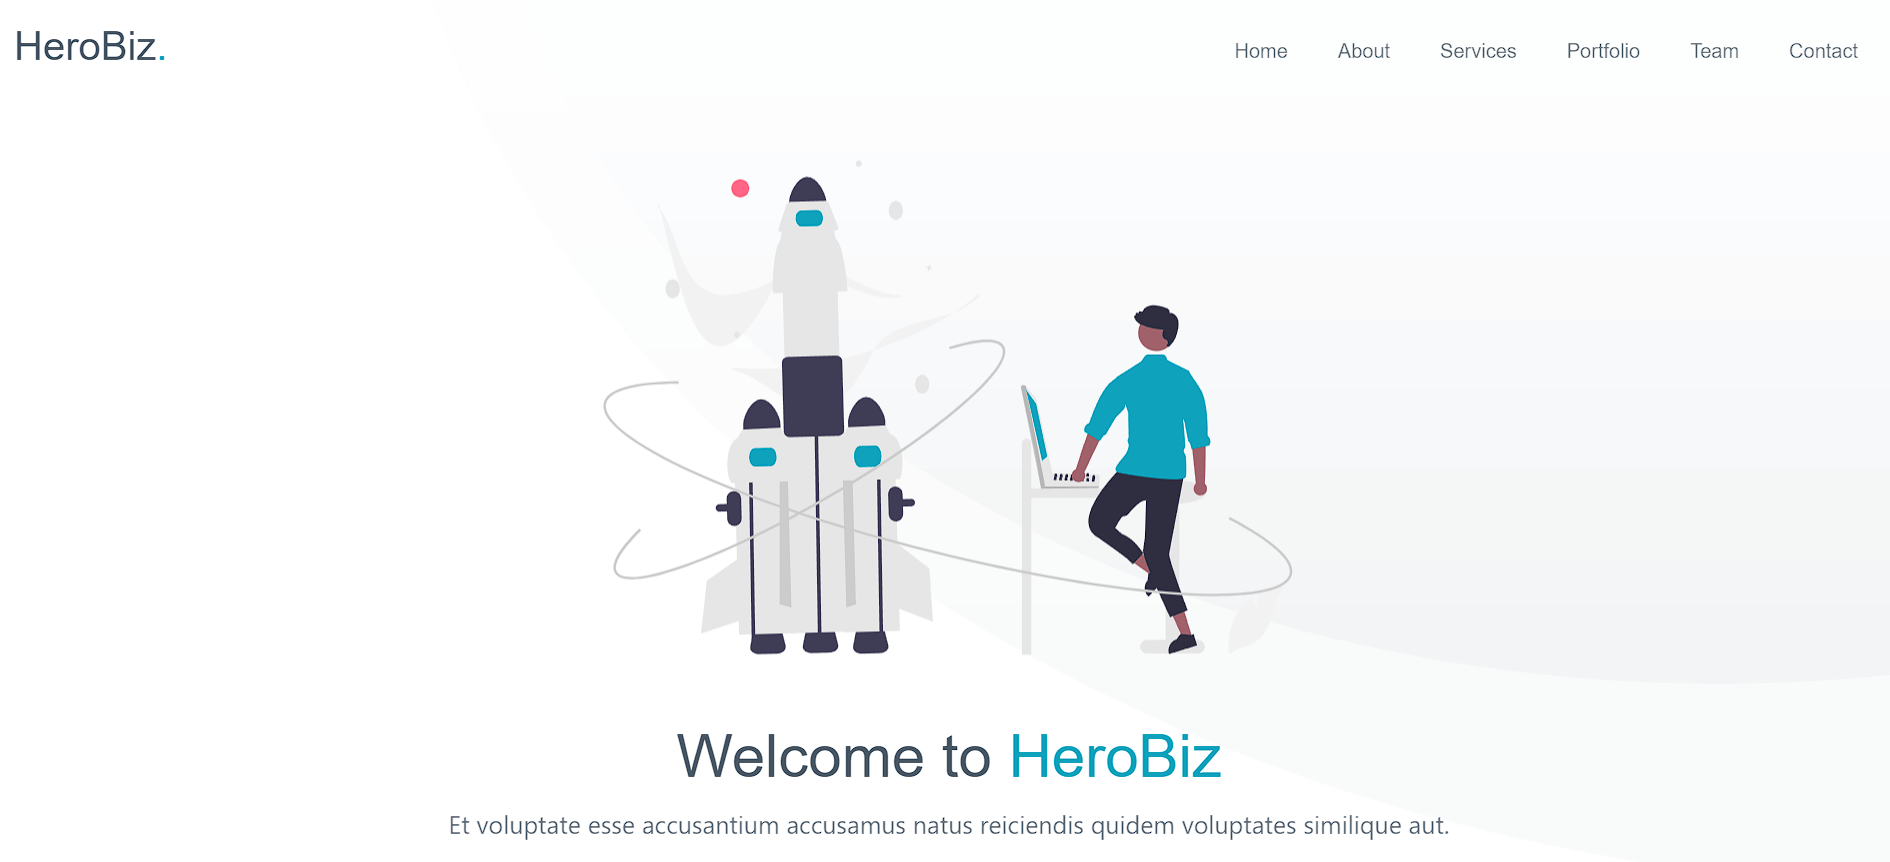 HeroBiz.
Home About Services Portfolio Team Contact
Welcome to HeroBiz
Et voluptate esse accusantium accusamus natus reiciendis quidem voluptates similique aut.